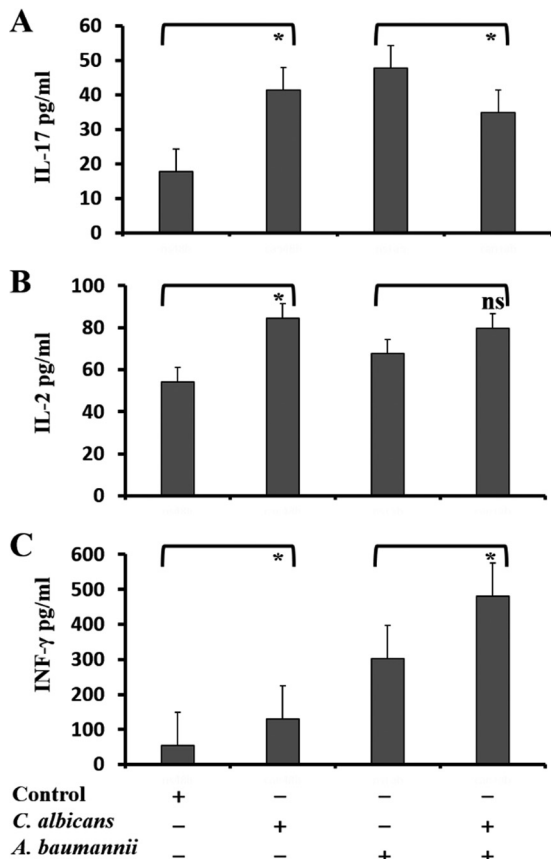 A
IL-17 pg/ml
60
50
40
30
20
10
0
*
*
B
IL-2 pg/ml
100
80
60
40
20
0
*
ns
C
INF-γ pg/ml
600
500
400
300
200
100
0
*
*
Control + − − −
C. albicans − + − +
A. baumannii − − + +